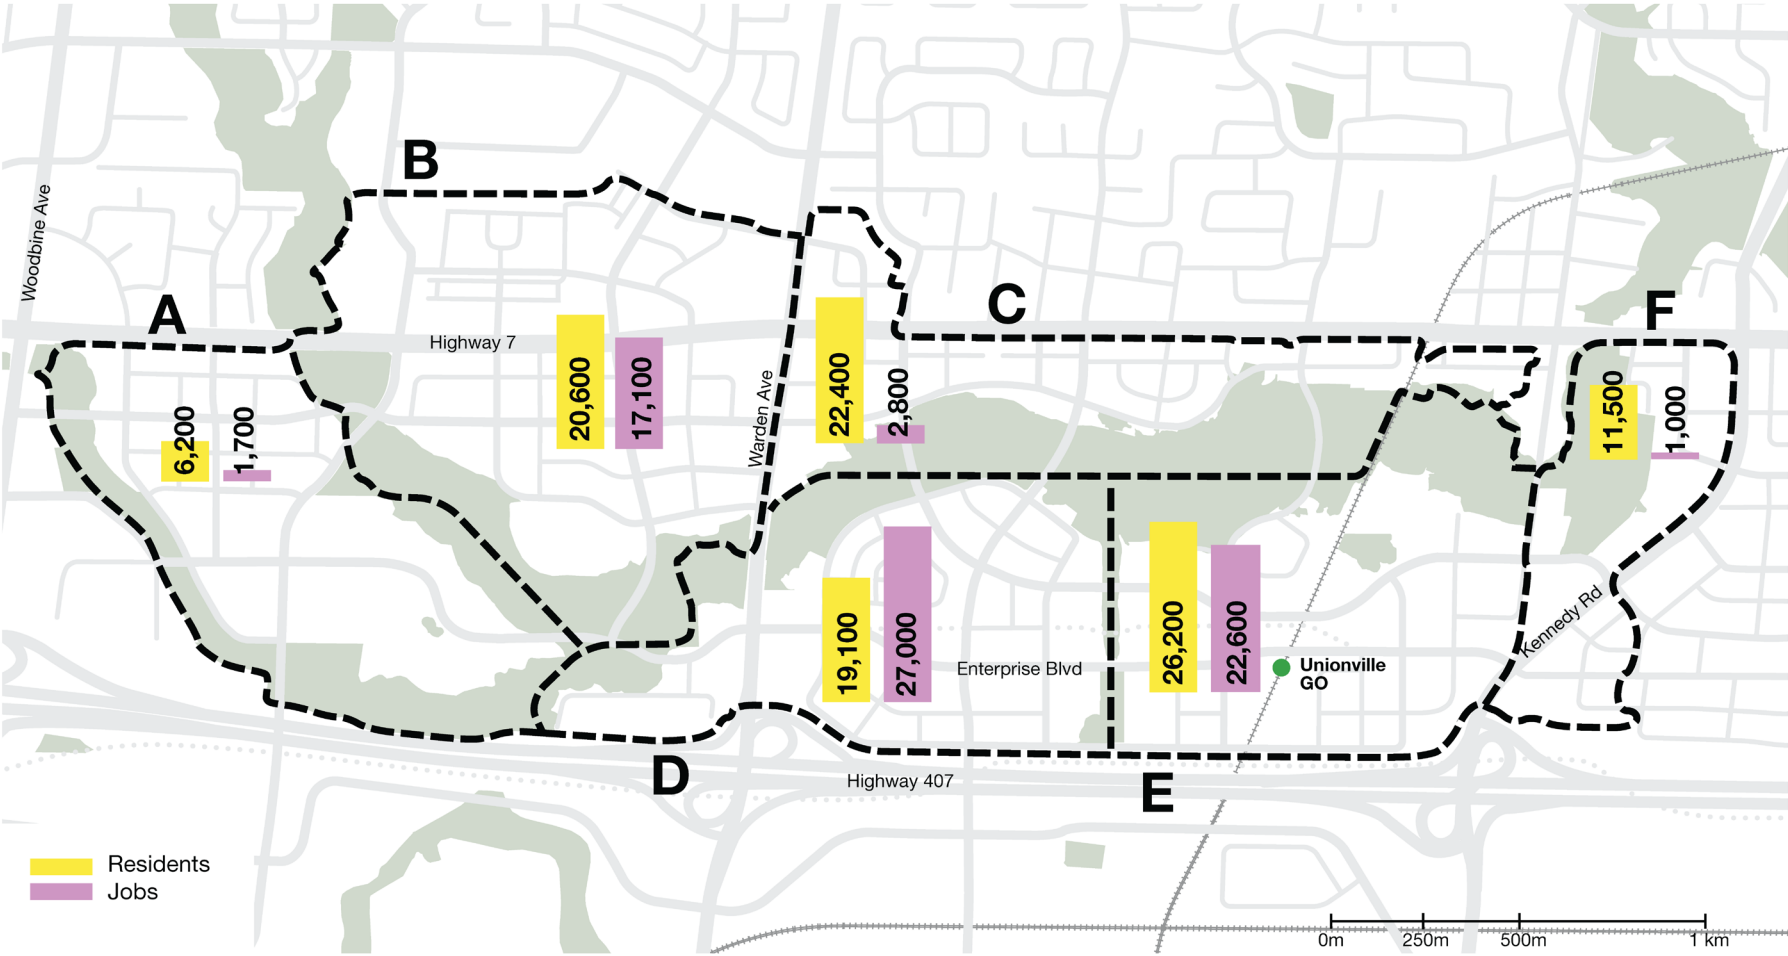 B
Woodbine Ave
A
C
F
Highway 7
20,600
17,100
Warden Ave
22,400
2,800
11,500
1,000
6,200
1,700
19,100
27,000
Enterprise Blvd
26,200
22,600
Unionville
GO
Kennedy Rd
D
Highway 407
E
Residents
Jobs
0m
250m
500m
1 km